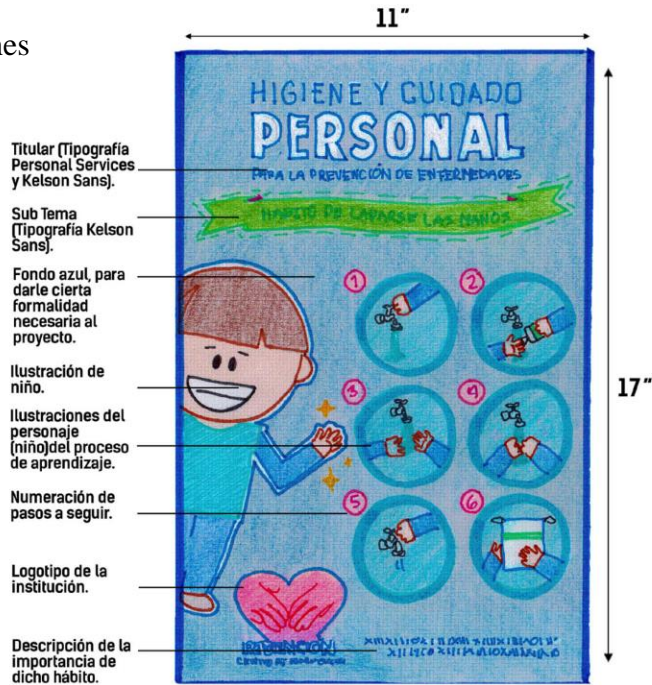 nes
11”
17”
HIGIENE Y CUIDADO
PERSONAL
PARA LA PREVENCIÓN DE ENFERMEDADES
HÁBITO DE LAVARSE LAS MANOS
Titular (Tipografía
Personal Services
y Kelson Sans).
Sub Tema
(Tipografía Kelson
Sans).
Fondo azul, para
darle cierta
formalidad
necesaria al
proyecto.
Ilustración de
niño.
Ilustraciones del
personaje
(niño)del proceso
de aprendizaje.
Numeración de
pasos a seguir.
Logotipo de la
institución.
Descripción de la
importancia de
dicho hábito.
1
2
3
4
5
6
CENTRO DE